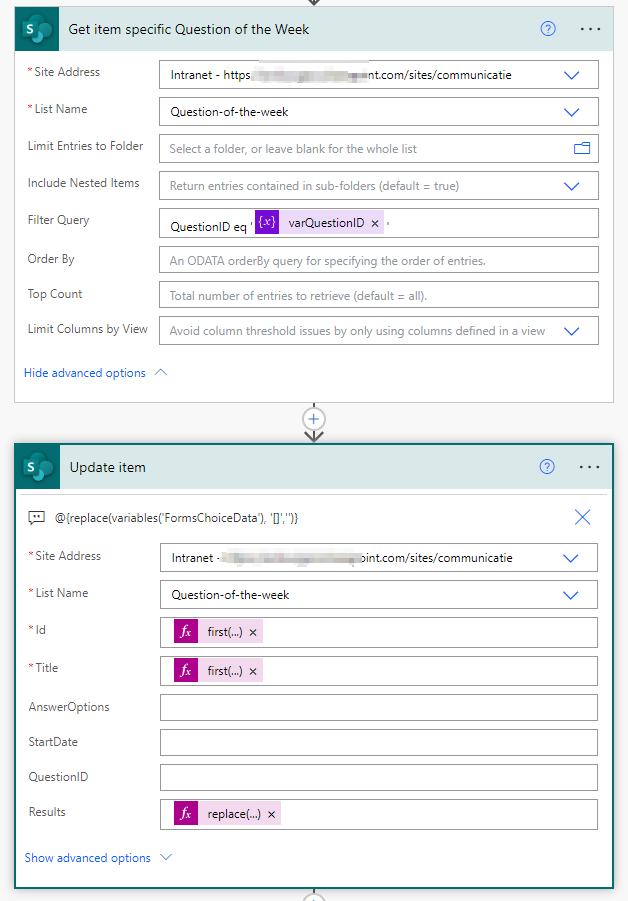 Get item specific Question of the Week
* Site Address
Intranet - https nt.com/sites/communicatie
* List Name
Question-of-the-week
Limit Entries to Folder
Select a folder, or leave blank for the whole list
Include Nested Items
Return entries contained in sub-folders (default = true)
Filter Query
QuestionID eq ' {x} varQuestionID × '
Order By
An ODATA orderBy query for specifying the order of entries.
Top Count
Total number of entries to retrieve (default = all).
Limit Columns by View
Avoid column threshold issues by only using columns defined in a view
Hide advanced options
Update item
@{replace(variables('FormsChoiceData'), '[]','')}
* Site Address
Intranet - oint.com/sites/communicatie
* List Name
Question-of-the-week
* Id
fx first(...) ×
* Title
fx first(...) ×
AnswerOptions
StartDate
QuestionID
Results
fx replace(...) ×
Show advanced options